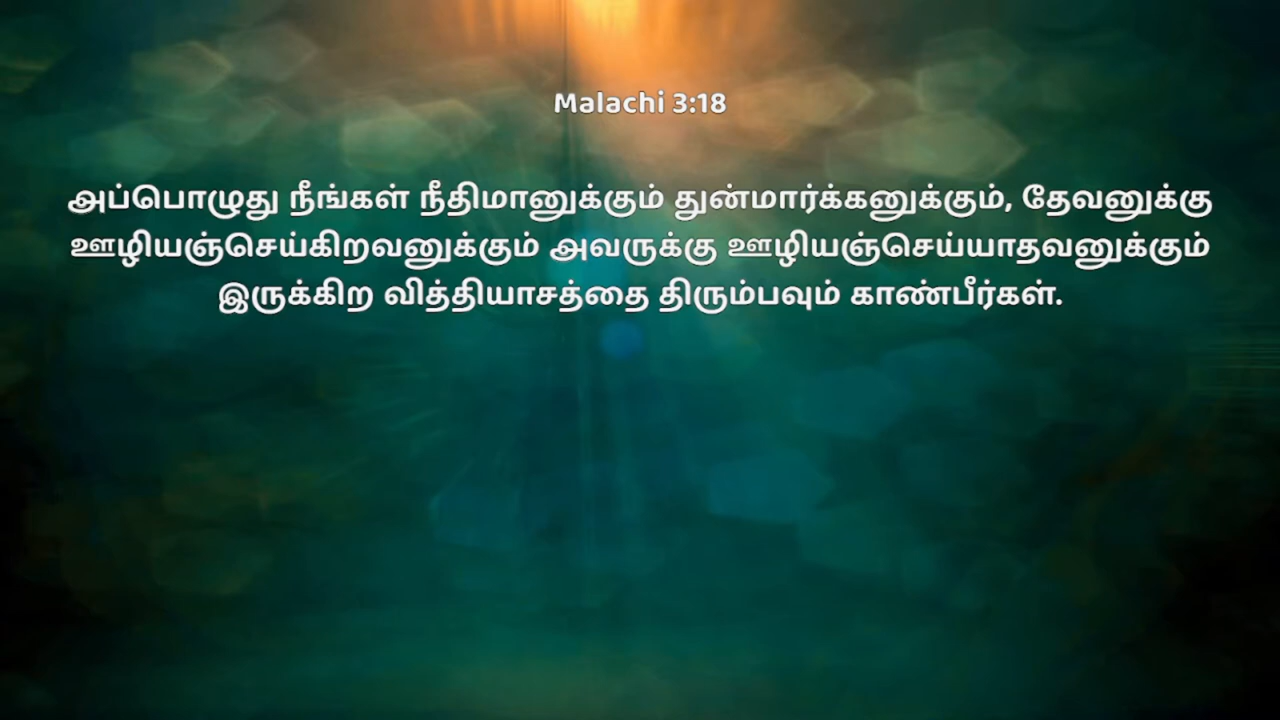 Malachi 3:18
அப்பொழுது நீங்கள் நீதிமானுக்கும் துன்மார்க்கனுக்கும், தேவனுக்கு
ஊழியஞ்செய்கிறவனுக்கும் அவருக்கு ஊழியஞ்செய்யாதவனுக்கும்
இருக்கிற வித்தியாசத்தை திரும்பவும் காண்பீர்கள்.